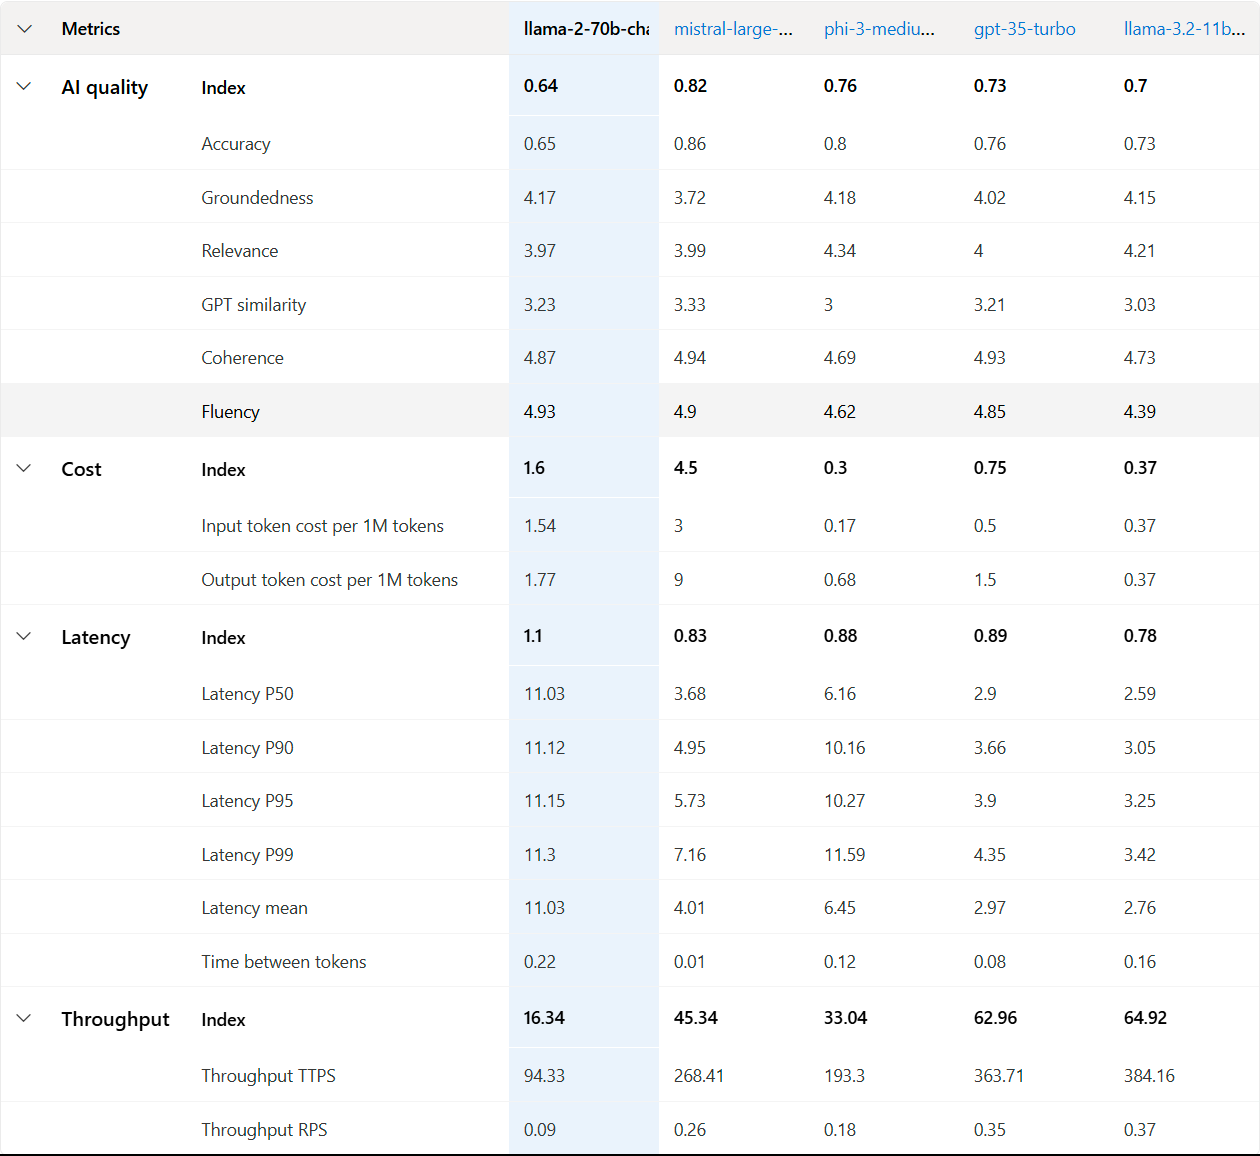 Metrics llama-2-70b-cha mistral-large-... phi-3-mediu... gpt-35-turbo llama-3.2-11b...
AI quality Index 0.64 0.82 0.76 0.73 0.7
Accuracy 0.65 0.86 0.8 0.76 0.73
Groundedness 4.17 3.72 4.18 4.02 4.15
Relevance 3.97 3.99 4.34 4 4.21
GPT similarity 3.23 3.33 3 3.21 3.03
Coherence 4.87 4.94 4.69 4.93 4.73
Fluency 4.93 4.9 4.62 4.85 4.39
Cost Index 1.6 4.5 0.3 0.75 0.37
Input token cost per 1M tokens 1.54 3 0.17 0.5 0.37
Output token cost per 1M tokens 1.77 9 0.68 1.5 0.37
Latency Index 1.1 0.83 0.88 0.89 0.78
Latency P50 11.03 3.68 6.16 2.9 2.59
Latency P90 11.12 4.95 10.16 3.66 3.05
Latency P95 11.15 5.73 10.27 3.9 3.25
Latency P99 11.3 7.16 11.59 4.35 3.42
Latency mean 11.03 4.01 6.45 2.97 2.76
Time between tokens 0.22 0.01 0.12 0.08 0.16
Throughput Index 16.34 45.34 33.04 62.96 64.92
Throughput TTPS 94.33 268.41 193.3 363.71 384.16
Throughput RPS 0.09 0.26 0.18 0.35 0.37